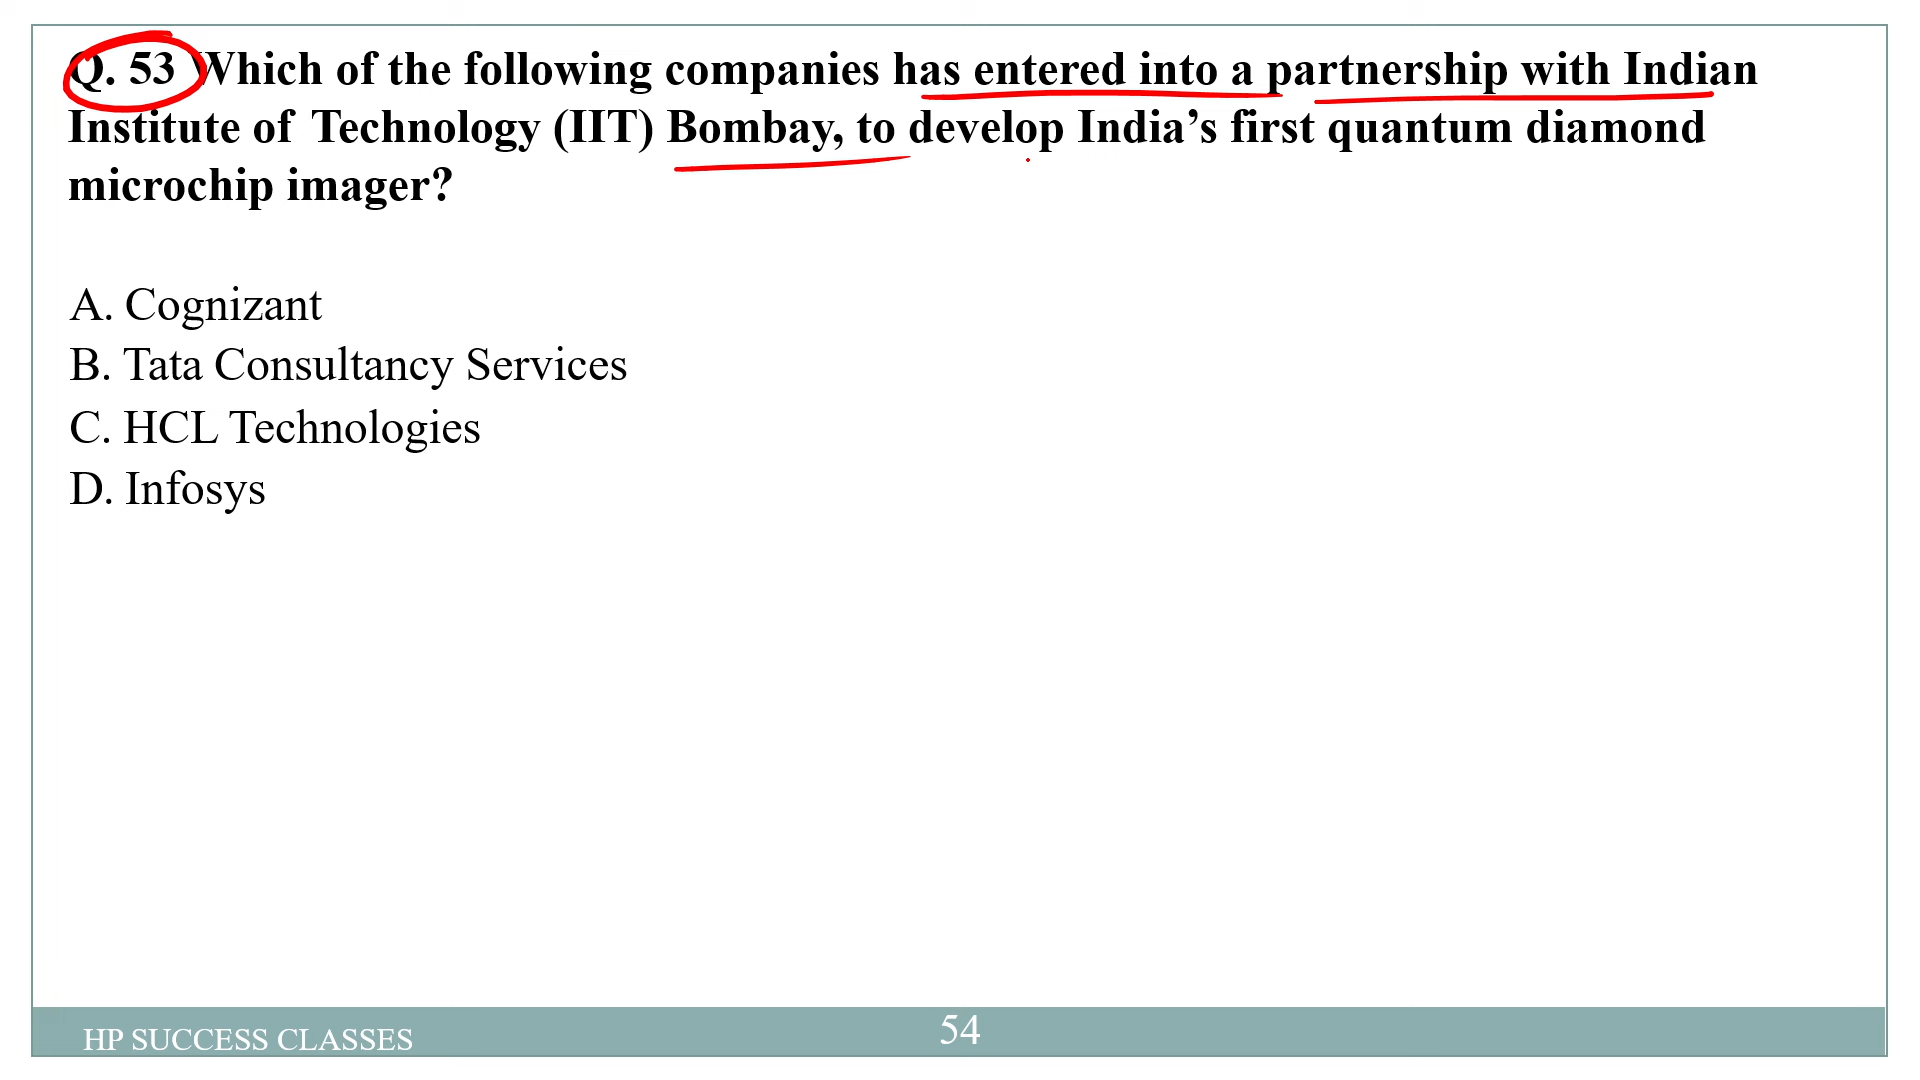 Q. 53 Which of the following companies has entered into a partnership with Indian
Institute of Technology (IIT) Bombay, to develop India’s first quantum diamond
microchip imager?
A. Cognizant
B. Tata Consultancy Services
C. HCL Technologies
D. Infosys
HP SUCCESS CLASSES
54